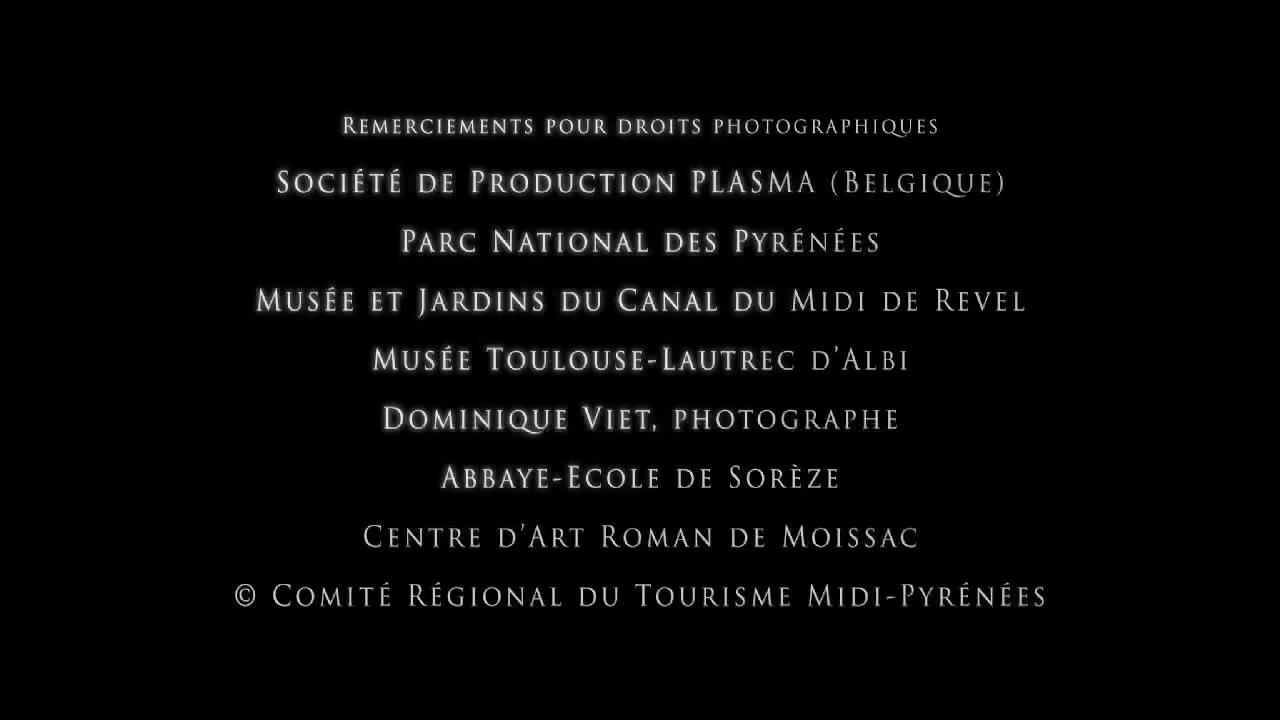 Remerciements pour droits photographiques
Société de Production PLASMA (Belgique)
Parc National des Pyrénées
Musée et Jardins du Canal du Midi de Revel
Musée Toulouse-Lautrec d'Albi
Dominique Viet, photographe
Abbaye-Ecole de Sorèze
Centre d'Art Roman de Moissac
© Comité Régional du Tourisme Midi-Pyrénées